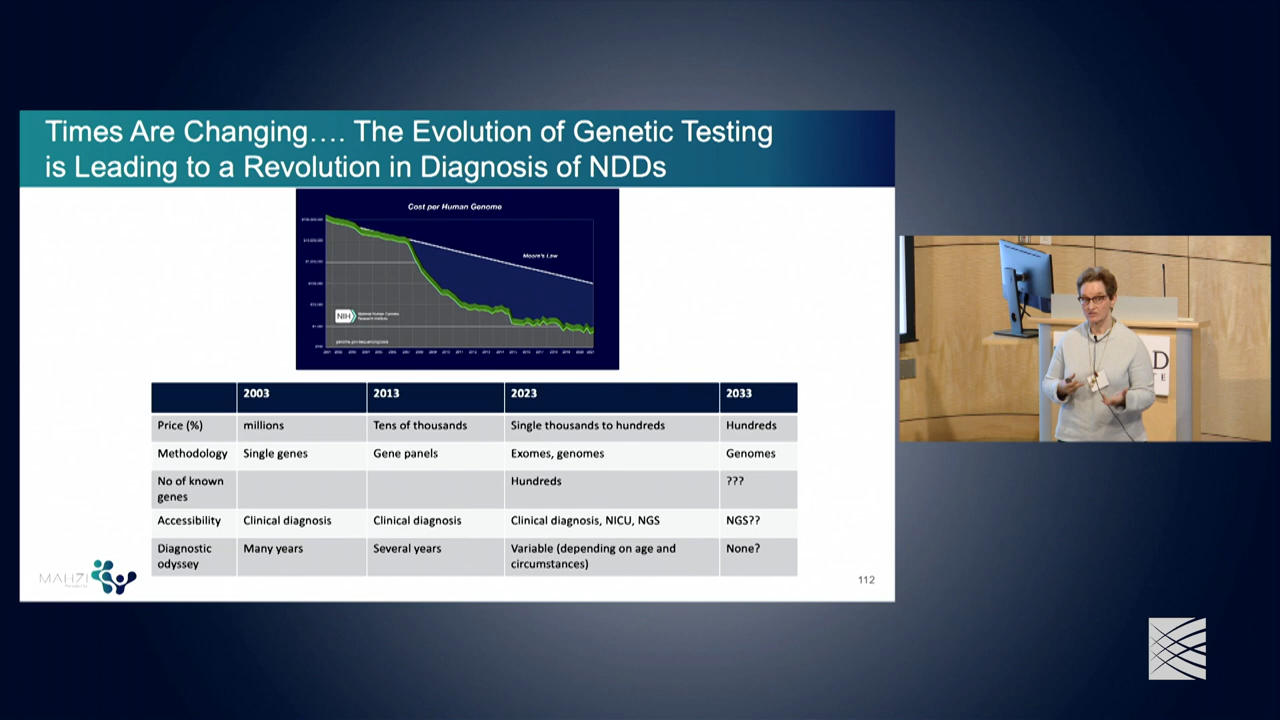 Times Are Changing…. The Evolution of Genetic Testing
is Leading to a Revolution in Diagnosis of NDDs
Cost per Human Genome
Moore's Law
NIH
National Human Genome
Research Institute
genome.gov/sequencingcosts
2003 2013 2023 2033
Price (%) millions Tens of thousands Single thousands to hundreds Hundreds
Methodology Single genes Gene panels Exomes, genomes Genomes
No of known Hundreds ???
genes
Accessibility Clinical diagnosis Clinical diagnosis Clinical diagnosis, NICU, NGS NGS??
Diagnostic Many years Several years Variable (depending on age and None?
odyssey circumstances)
MAHZI
112